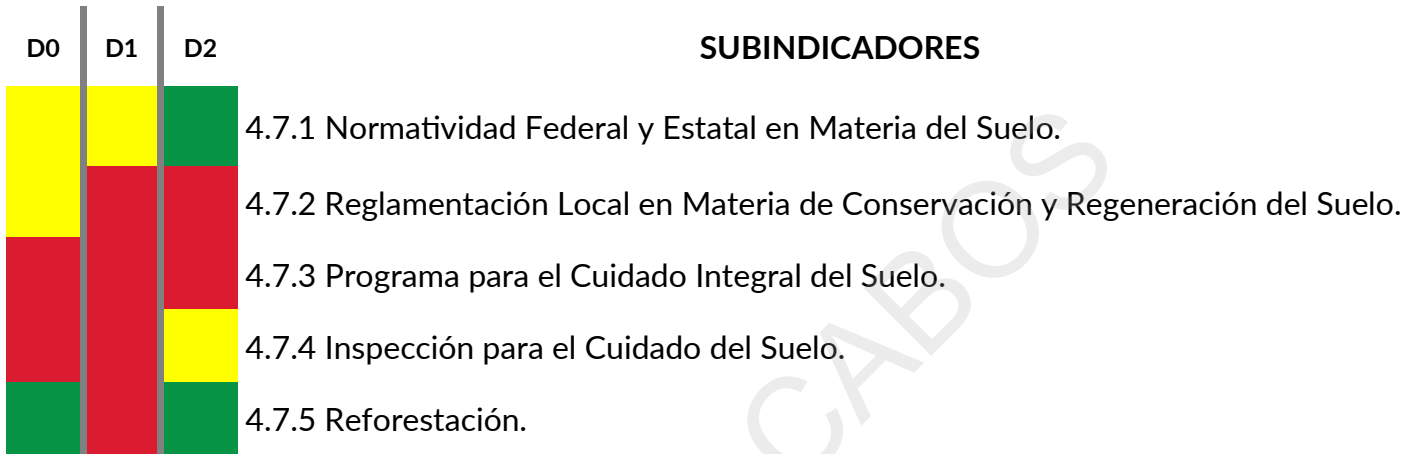 D0 D1 D2 SUBINDICADORES
4.7.1 Normatividad Federal y Estatal en Materia del Suelo.
4.7.2 Reglamentación Local en Materia de Conservación y Regeneración del Suelo.
4.7.3 Programa para el Cuidado Integral del Suelo.
4.7.4 Inspección para el Cuidado del Suelo.
4.7.5 Reforestación.
CABOS